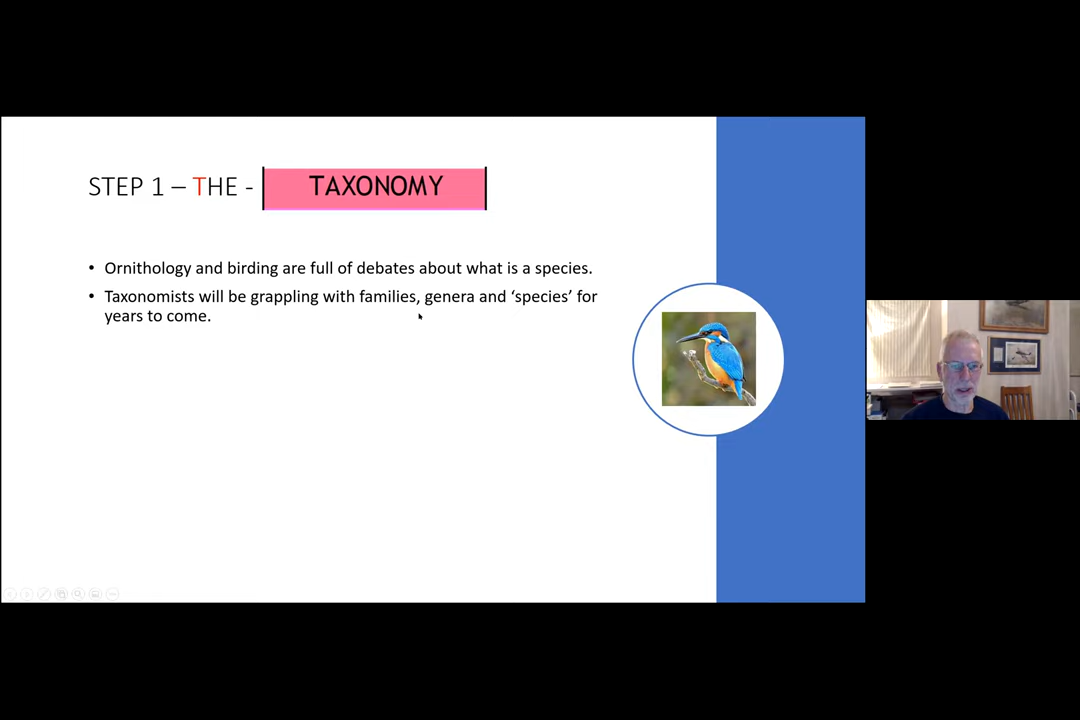 STEP 1 – THE - TAXONOMY
• Ornithology and birding are full of debates about what is a species.
• Taxonomists will be grappling with families, genera and ‘species’ for
years to come.